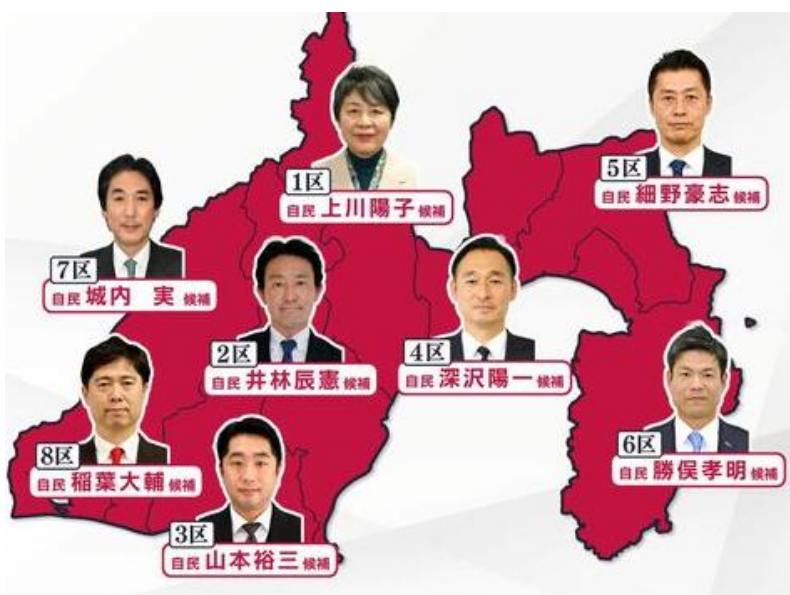 1区
自民 上川陽子 候補
5区
自民 細野豪志 候補
7区
自民 城内 実 候補
2区
自民 井林辰憲 候補
4区
自民 深沢陽一 候補
8区
自民 稲葉大輔 候補
6区
自民 勝俣孝明 候補
3区
自民 山本裕三 候補